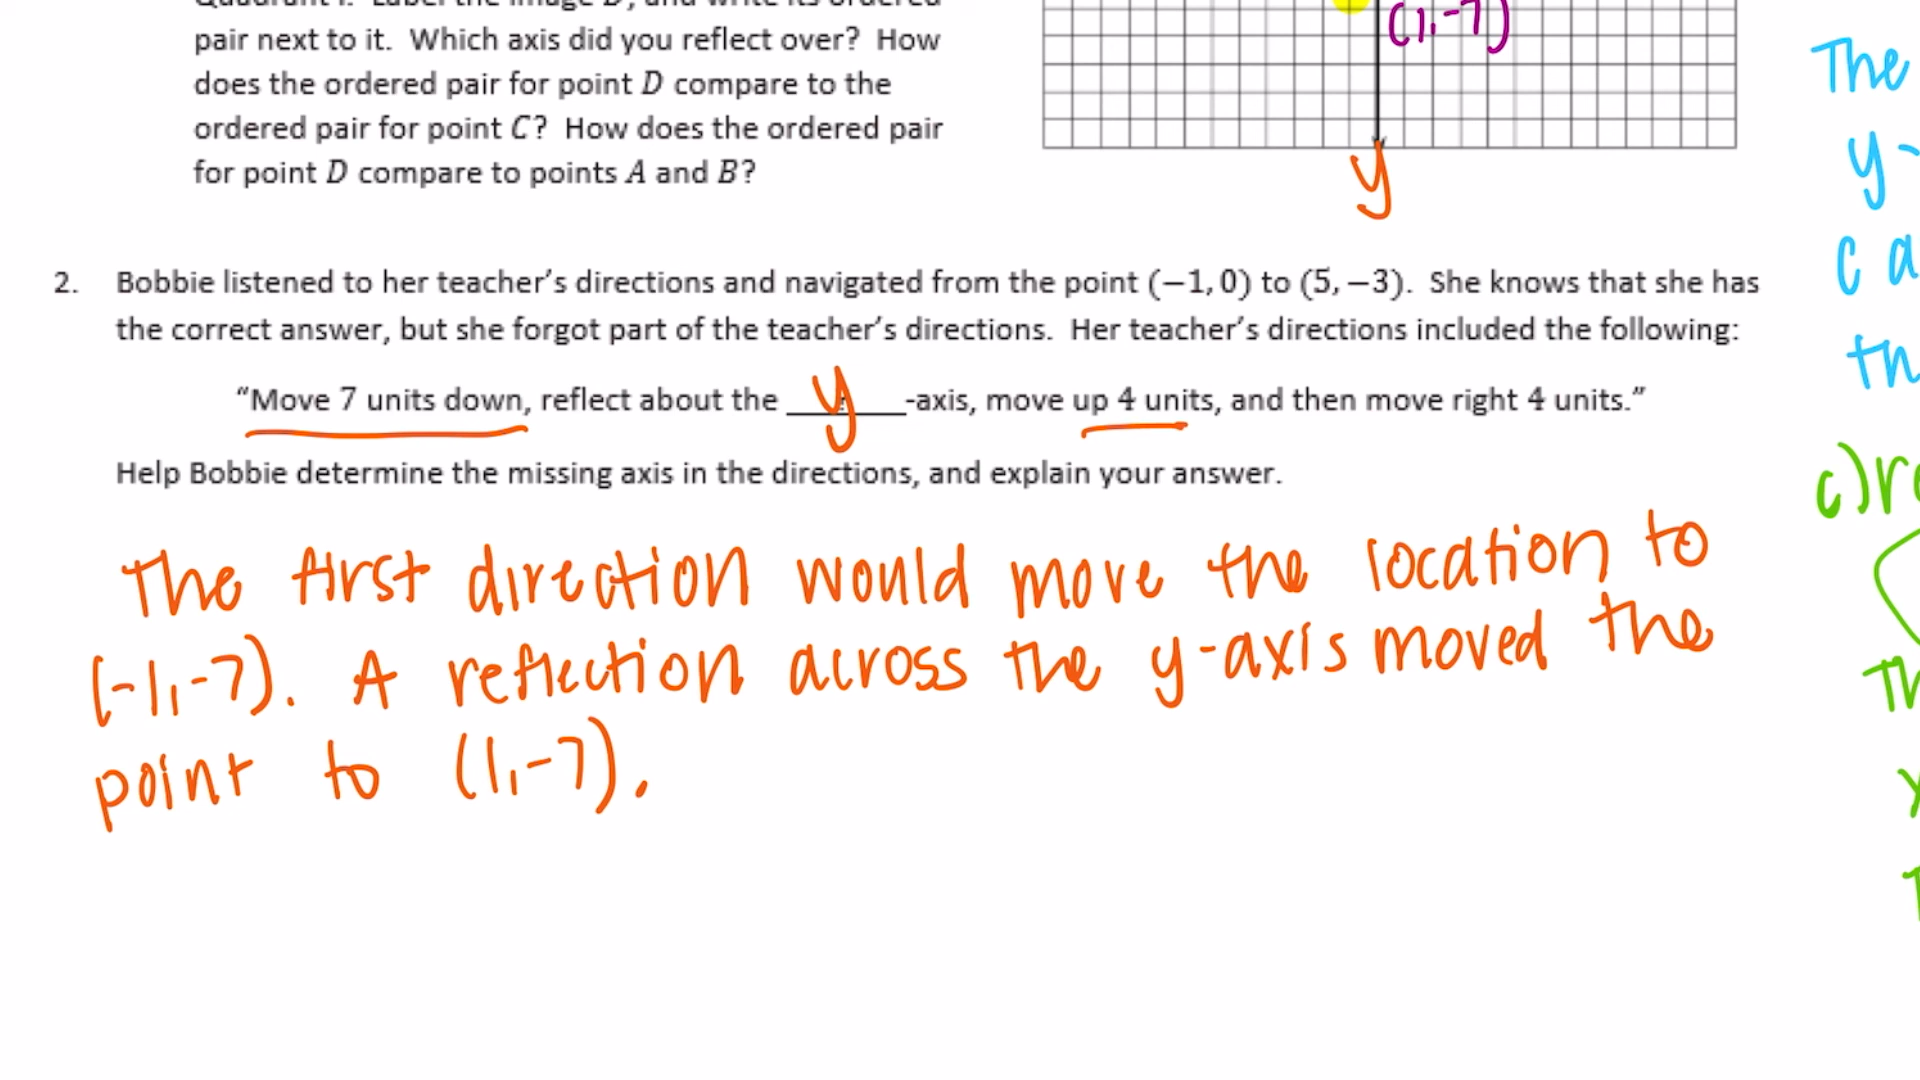 pair next to it. Which axis did you reflect over? How
does the ordered pair for point D compare to the
ordered pair for point C? How does the ordered pair
for point D compare to points A and B?
(1,-7)
y
The
y-
c a
th
2. Bobbie listened to her teacher's directions and navigated from the point (−1, 0) to (5, −3). She knows that she has
the correct answer, but she forgot part of the teacher's directions. Her teacher's directions included the following:
"Move 7 units down, reflect about the y-axis, move up 4 units, and then move right 4 units."
Help Bobbie determine the missing axis in the directions, and explain your answer.
The first direction would move the location to
(-1,-7). A reflection across the y-axis moved the
point to (1,-7).
c) re
Th